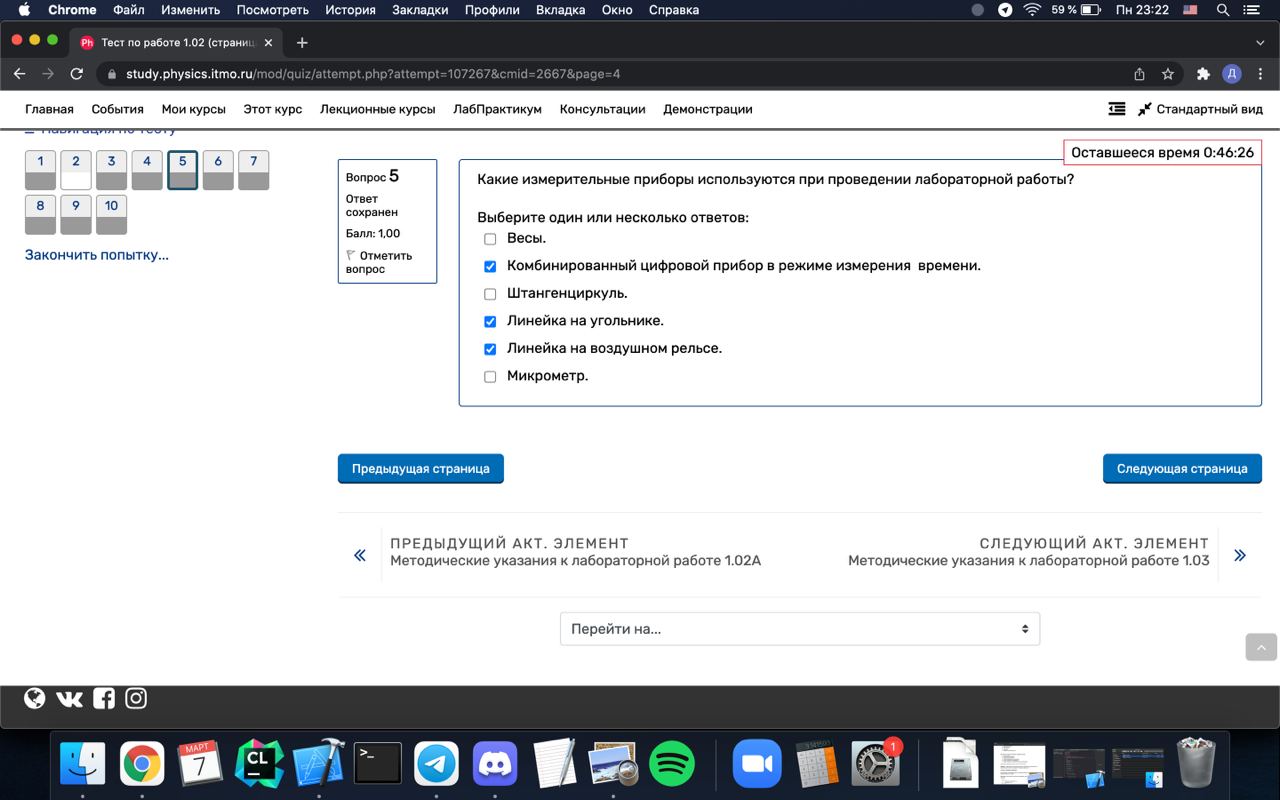 Chrome Файл Изменить Посмотреть История Закладки Профили Вкладка Окно Справка 59 % Пн 23:22
Ph Тест по работе 1.02 (страниц
study.physics.itmo.ru/mod/quiz/attempt.php?attempt=107267&cmid=2667&page=4 Д
Главная События Мои курсы Этот курс Лекционные курсы ЛабПрактикум Консультации Демонстрации Стандартный вид
Навигация по тесту
Оставшееся время 0:46:26
1 2 3 4 5 6 7
8 9 10
Закончить попытку...
Вопрос 5
Ответ
сохранен
Балл: 1,00
Отметить
вопрос
Какие измерительные приборы используются при проведении лабораторной работы?
Выберите один или несколько ответов:
Весы.
Комбинированный цифровой прибор в режиме измерения времени.
Штангенциркуль.
Линейка на угольнике.
Линейка на воздушном рельсе.
Микрометр.
Предыдущая страница
Следующая страница
ПРЕДЫДУЩИЙ АКТ. ЭЛЕМЕНТ
Методические указания к лабораторной работе 1.02А
СЛЕДУЮЩИЙ АКТ. ЭЛЕМЕНТ
Методические указания к лабораторной работе 1.03
Перейти на...
МАРТ
7
CL
>_
1